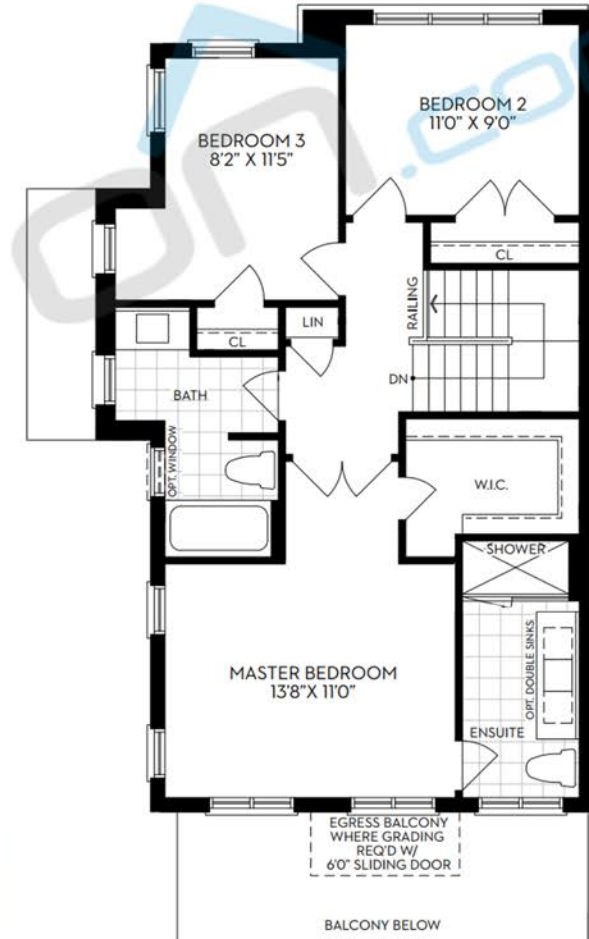 on.co
BEDROOM 2
11'0" X 9'0"
BEDROOM 3
8'2" X 11'5"
CL
RAILING
LIN
CL
DN
BATH
OPT. WINDOW
W.I.C.
SHOWER
MASTER BEDROOM
13'8"X 11'0"
OPT. DOUBLE SINKS
ENSUITE
EGRESS BALCONY
WHERE GRADING
REQ'D W/
6'0" SLIDING DOOR
BALCONY BELOW